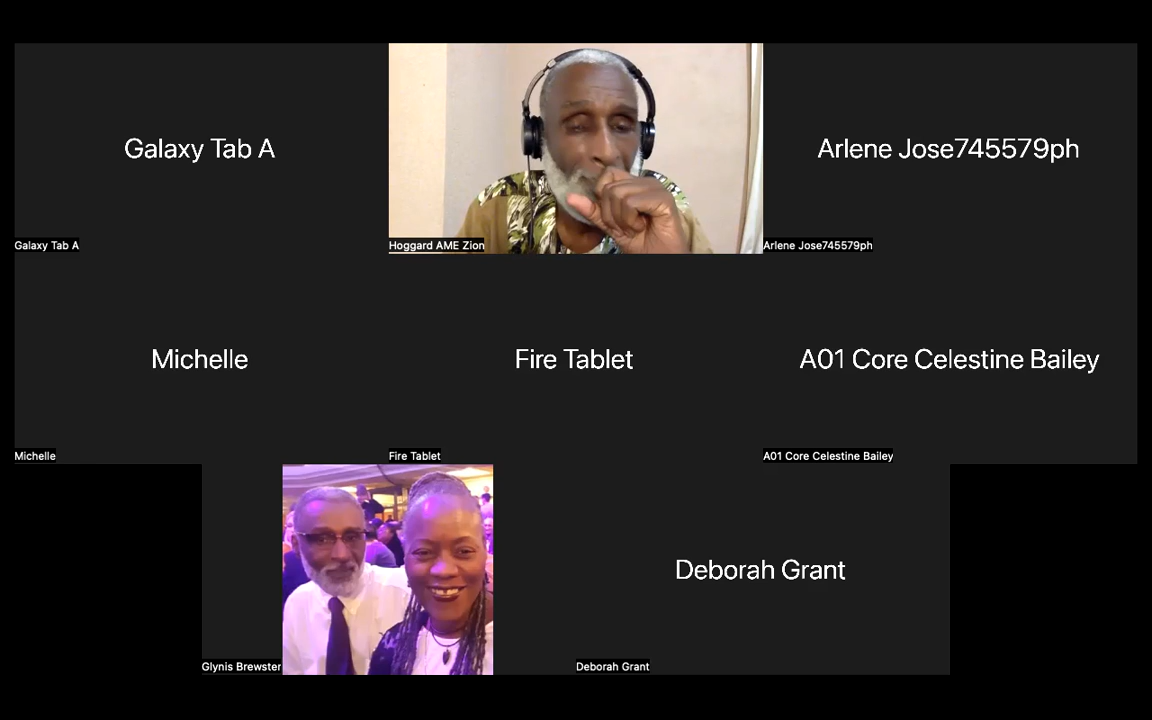 Galaxy Tab A
Arlene Jose745579ph
Galaxy Tab A
Hoggard AME Zion
Arlene Jose745579ph
Michelle
Fire Tablet
A01 Core Celestine Bailey
Michelle
Fire Tablet
A01 Core Celestine Bailey
Deborah Grant
Glynis Brewster
Deborah Grant